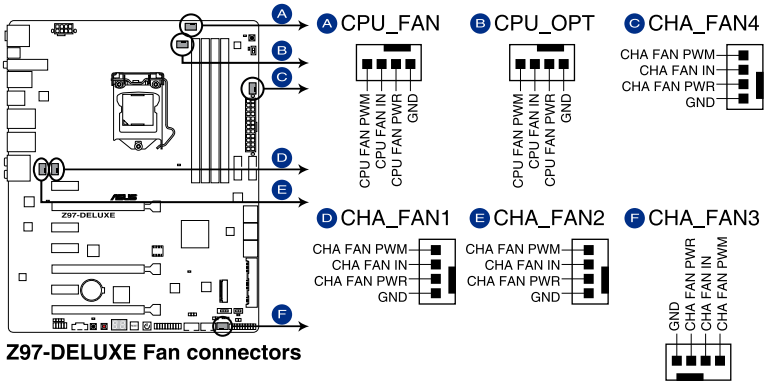 A
B
C
D
E
F
ASUS
Z97-DELUXE
Z97-DELUXE Fan connectors
A CPU_FAN
CPU FAN PWM
CPU FAN IN
CPU FAN PWR
GND
B CPU_OPT
CPU FAN PWM
CPU FAN IN
CPU FAN PWR
GND
C CHA_FAN4
CHA FAN PWM
CHA FAN IN
CHA FAN PWR
GND
D CHA_FAN1
CHA FAN PWM
CHA FAN IN
CHA FAN PWR
GND
E CHA_FAN2
CHA FAN PWM
CHA FAN IN
CHA FAN PWR
GND
F CHA_FAN3
GND
CHA FAN PWR
CHA FAN IN
CHA FAN PWM